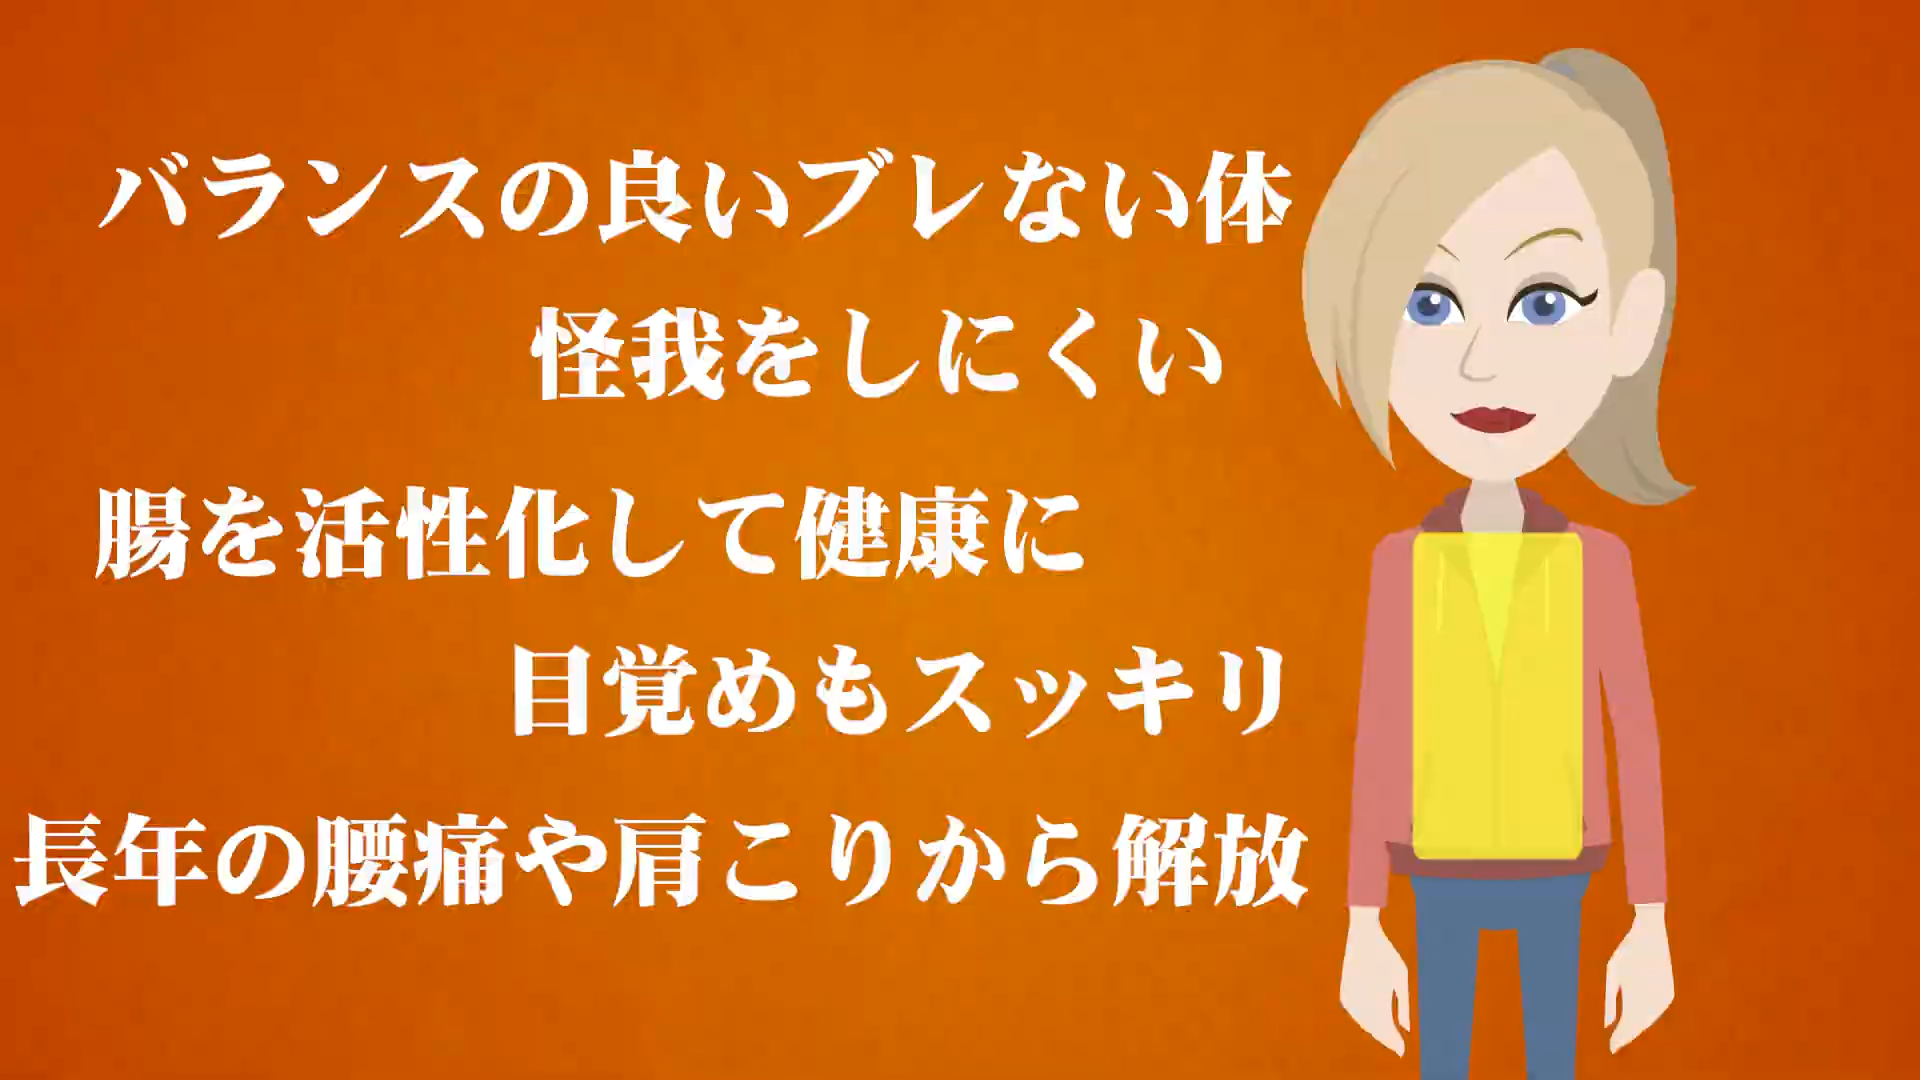 バランスの良いブレない体
怪我をしにくい
腸を活性化して健康に
目覚めもスッキリ
長年の腰痛や肩こりから解放